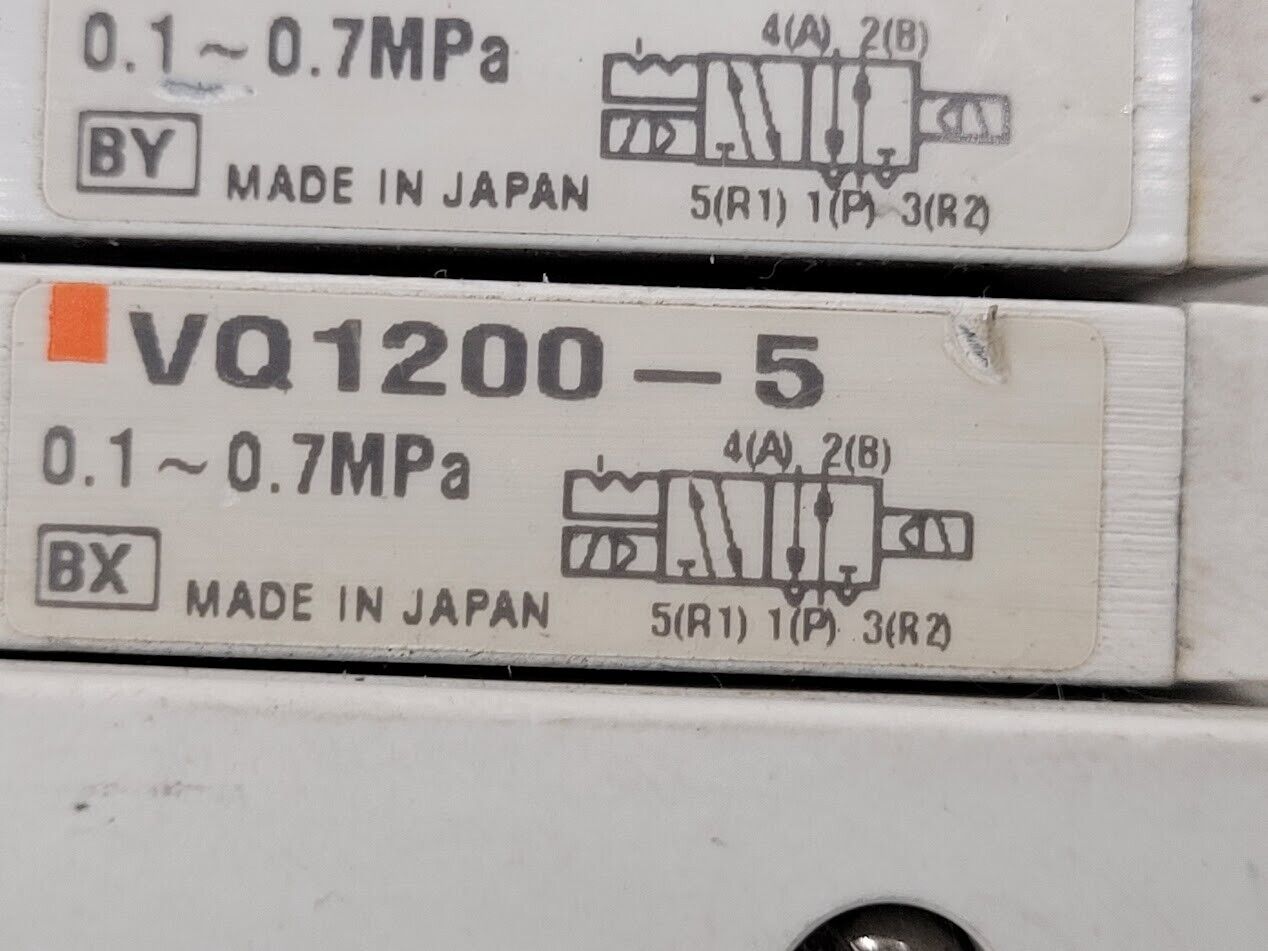 0.1~0.7MPa
4(A) 2(B)
BY MADE IN JAPAN
5(R1) 1(P) 3(R2)
VQ1200-5
0.1~0.7MPa
4(A) 2(B)
BX MADE IN JAPAN
5(R1) 1(P) 3(R2)